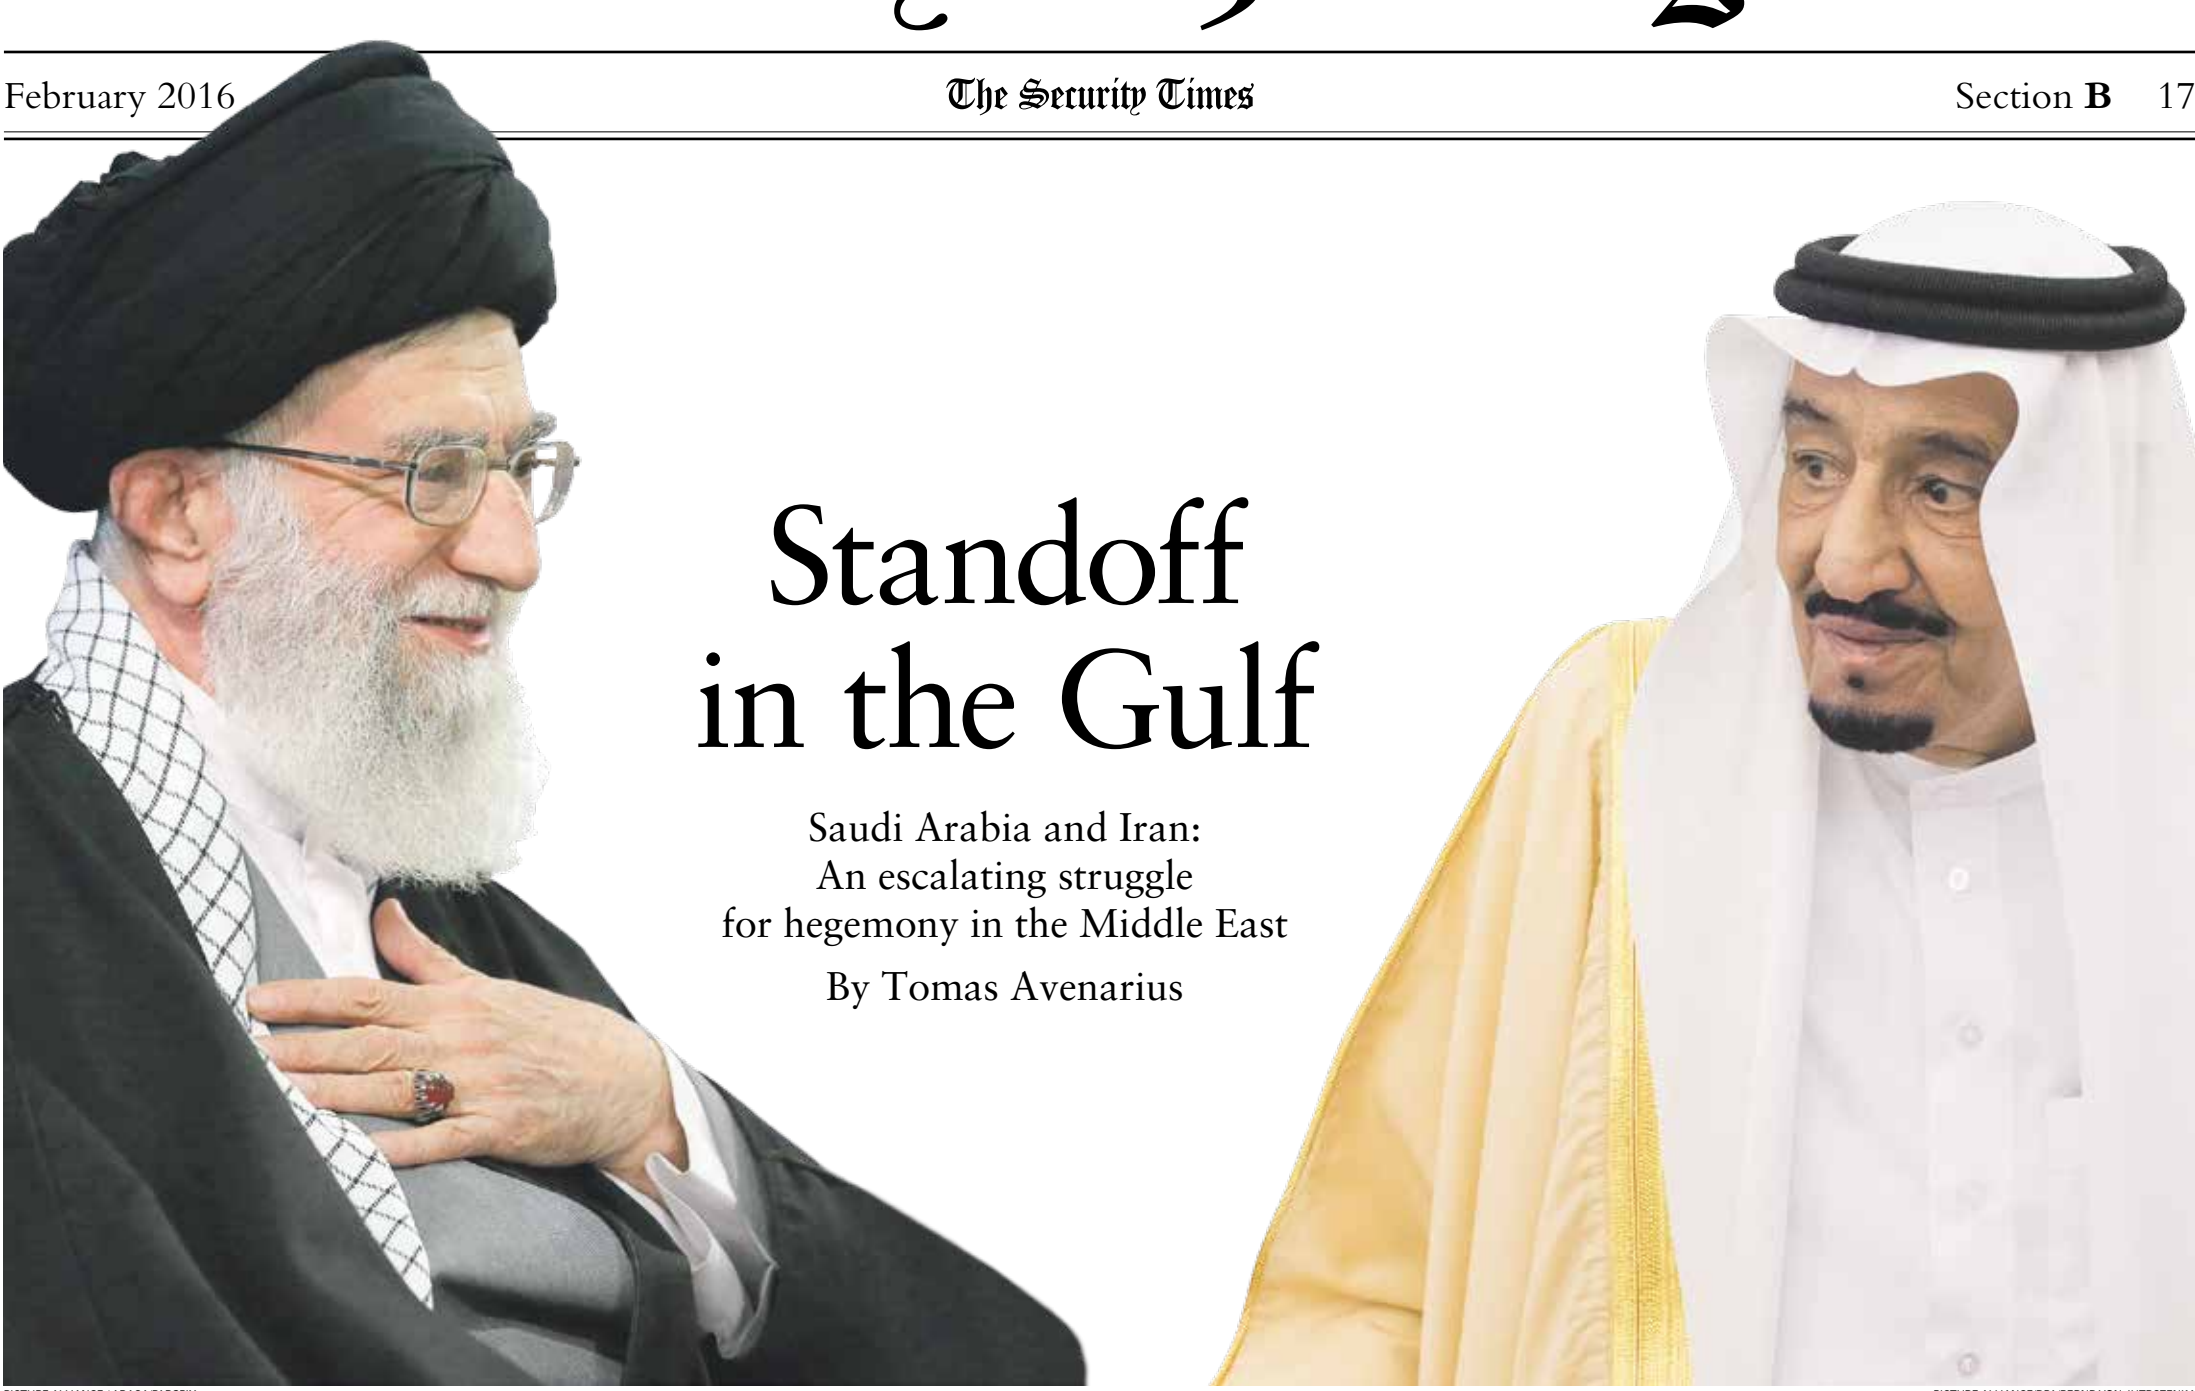 February 2016
The Security Times
Section B 17
Standoff
in the Gulf
Saudi Arabia and Iran:
An escalating struggle
for hegemony in the Middle East
By Tomas Avenarius